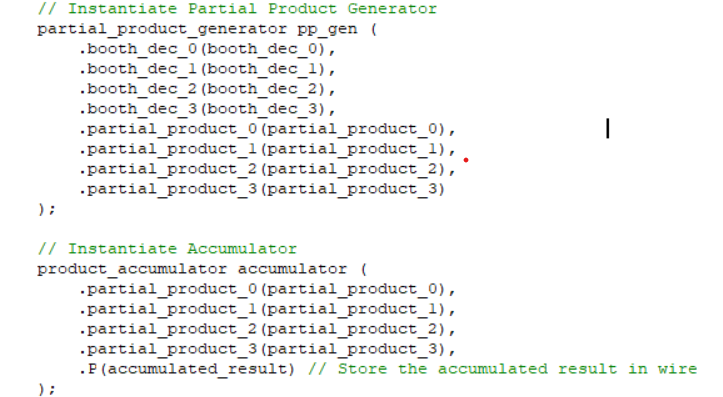 // Instantiate Partial Product Generator
partial_product_generator pp_gen (
.booth_dec_0(booth_dec_0),
.booth_dec_1(booth_dec_1),
.booth_dec_2(booth_dec_2),
.booth_dec_3(booth_dec_3),
.partial_product_0(partial_product_0),
.partial_product_1(partial_product_1),
.partial_product_2(partial_product_2),
.partial_product_3(partial_product_3)
);
// Instantiate Accumulator
product_accumulator accumulator (
.partial_product_0(partial_product_0),
.partial_product_1(partial_product_1),
.partial_product_2(partial_product_2),
.partial_product_3(partial_product_3),
.P(accumulated_result) // Store the accumulated result in wire
);